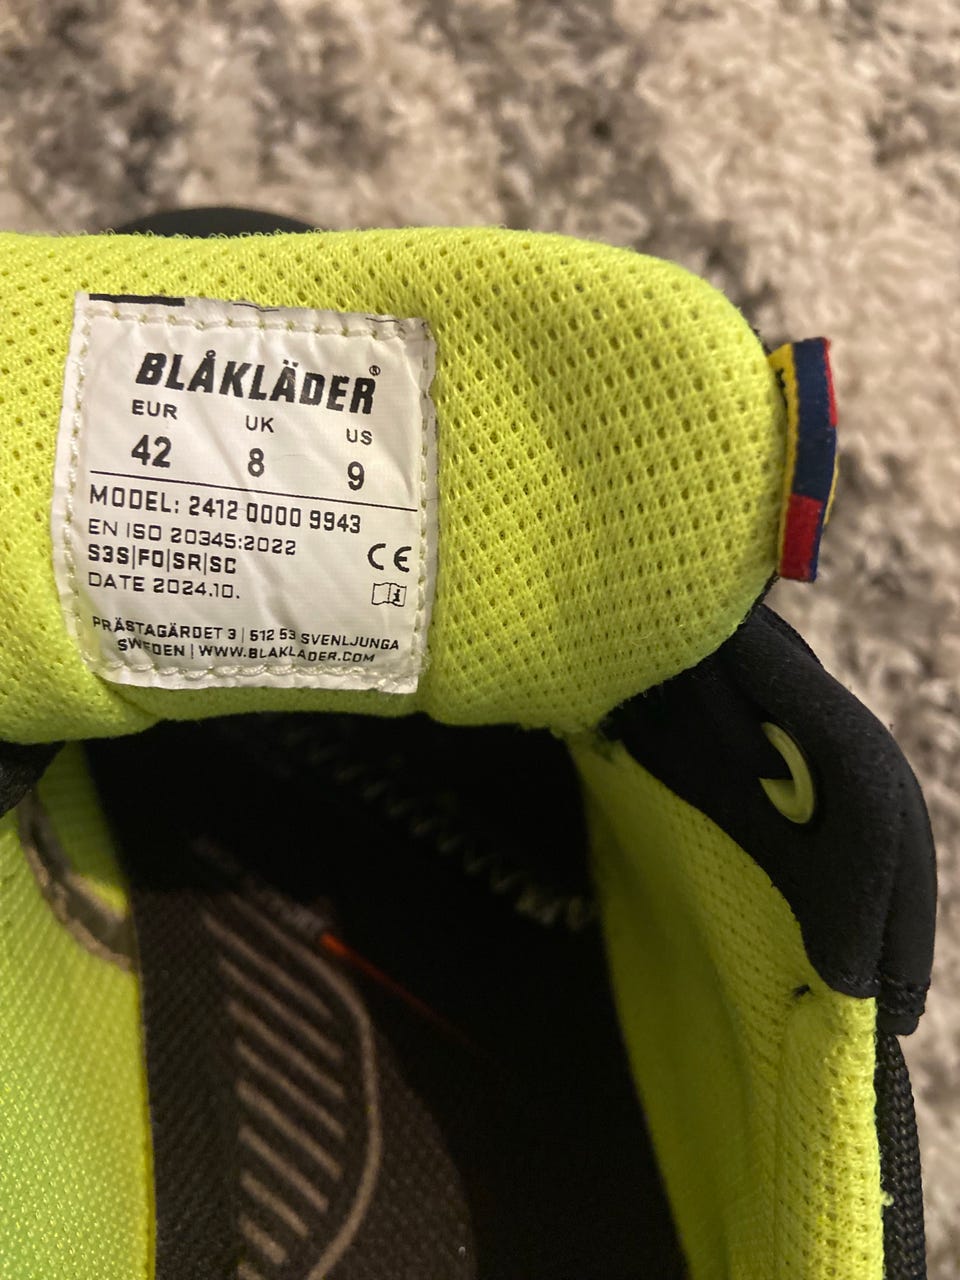 BLÅKLÄDER®
EUR UK US
42 8 9
MODEL: 2412 0000 9943
EN ISO 20345:2022
S3S|FO|SR|SC
CE
DATE 2024.10.
PRÄSTAGÄRDET 3 | 512 53 SVENLJUNGA
SWEDEN | WWW.BLAKLADER.COM